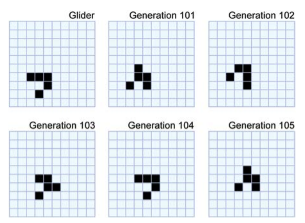 Glider
Generation 101
Generation 102
Generation 103
Generation 104
Generation 105